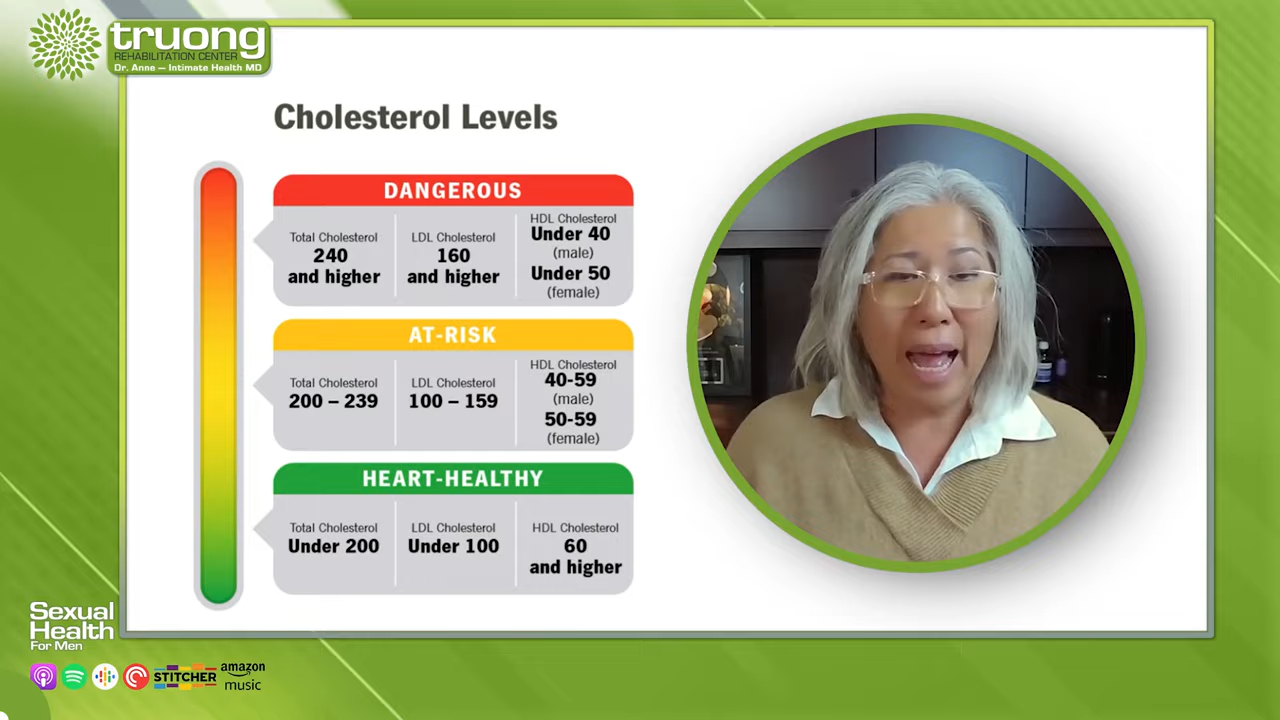 truong
REHABILITATION CENTER
Dr. Anne — Intimate Health MD
Cholesterol Levels
DANGEROUS
Total Cholesterol
240
and higher
LDL Cholesterol
160
and higher
HDL Cholesterol
Under 40
(male)
Under 50
(female)
AT-RISK
Total Cholesterol
200 – 239
LDL Cholesterol
100 – 159
HDL Cholesterol
40-59
(male)
50-59
(female)
HEART-HEALTHY
Total Cholesterol
Under 200
LDL Cholesterol
Under 100
HDL Cholesterol
60
and higher
Sexual
Health
For Men
STITCHER
amazon
music